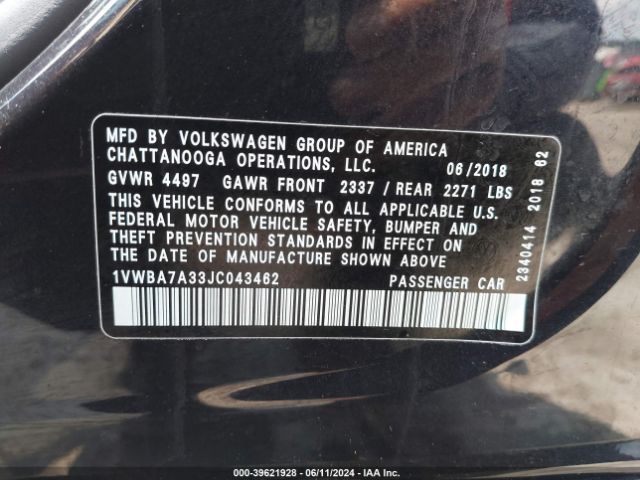 MFD BY VOLKSWAGEN GROUP OF AMERICA
CHATTANOOGA OPERATIONS, LLC. 06/2018
GVWR 4497 GAWR FRONT 2337 / REAR 2271 LBS
THIS VEHICLE CONFORMS TO ALL APPLICABLE U.S.
FEDERAL MOTOR VEHICLE SAFETY, BUMPER AND
THEFT PREVENTION STANDARDS IN EFFECT ON
THE DATE OF MANUFACTURE SHOWN ABOVE
1VWBA7A33JC043462 PASSENGER CAR
2340414 2018 62
000-39621928 - 06/11/2024 - IAA Inc.